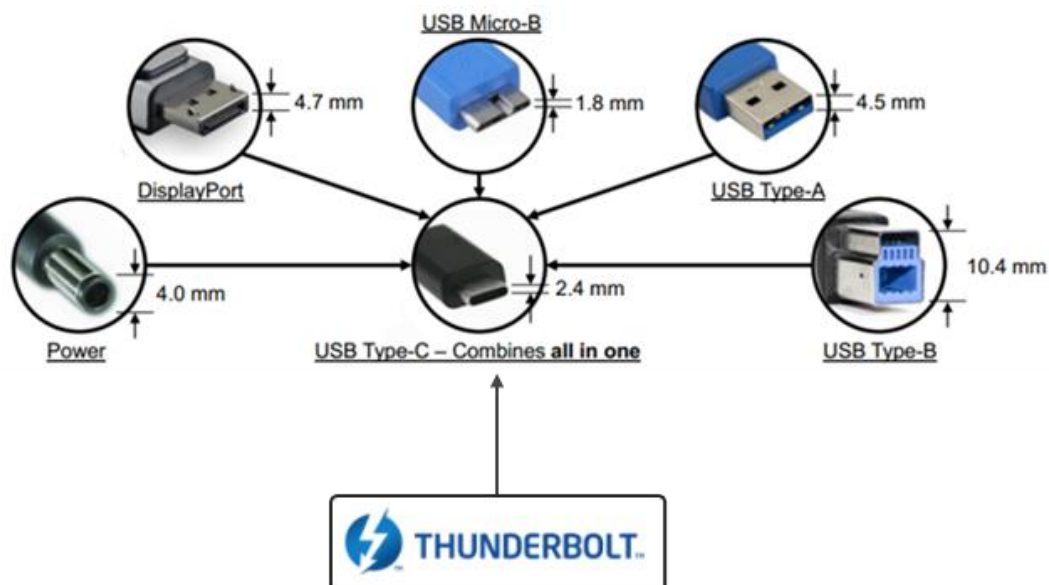 USB Micro-B
4.7 mm
1.8 mm
4.5 mm
DisplayPort
USB Type-A
4.0 mm
2.4 mm
10.4 mm
Power
USB Type-C – Combines all in one
USB Type-B
THUNDERBOLT™